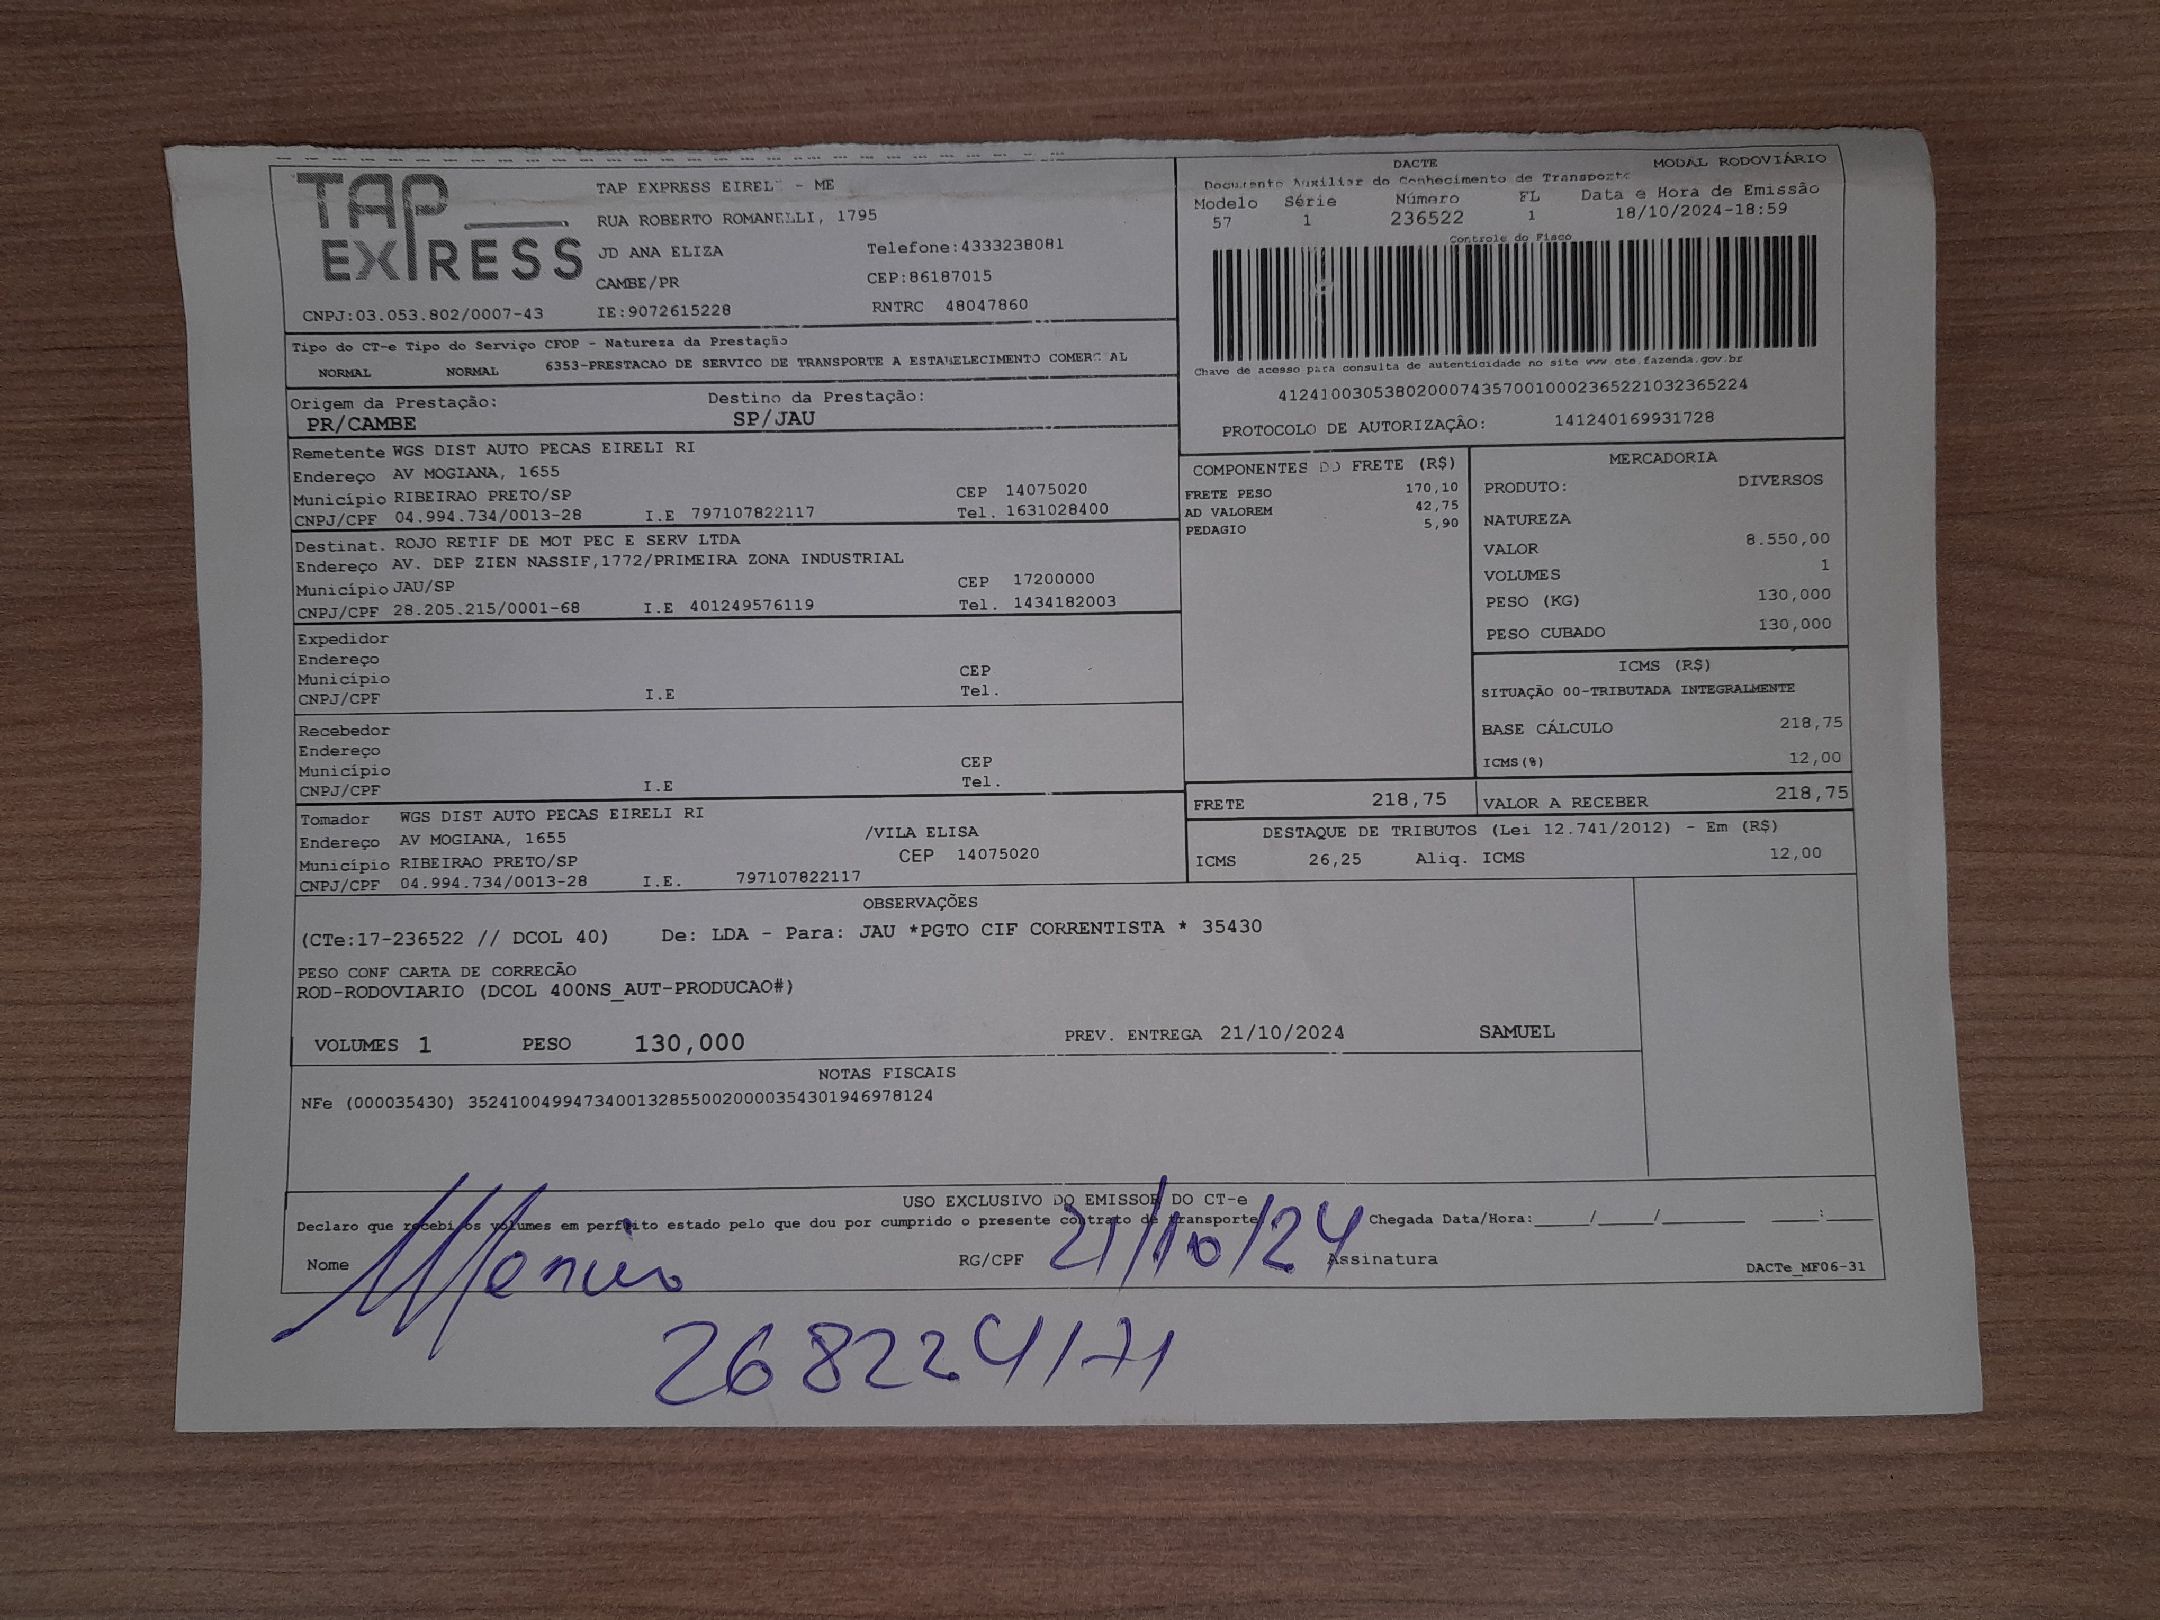 TAP EXPRESS
TAP EXPRESS EIREL - ME
RUA ROBERTO ROMANELLI, 1795
JD ANA ELIZA Telefone:4333238081
CAMBE/PR CEP:86187015
CNPJ:03.053.802/0007-43 IE:9072615228 RNTRC 48047860
DACTE MODAL RODOVIÁRIO
Documento Auxiliar do Conhecimento de Transporte
Modelo Série Número FL Data e Hora de Emissão
57 1 236522 1 18/10/2024-18:59
Controle do Fisco
Chave de acesso para consulta de autenticidade no site www cte.fazenda.gov.br
41241003053802000743570010002365221032365224
PROTOCOLO DE AUTORIZAÇÃO: 141240169931728
Tipo do CT-e Tipo do Serviço CFOP - Natureza da Prestação
NORMAL NORMAL 6353-PRESTACAO DE SERVICO DE TRANSPORTE A ESTABELECIMENTO COMERCIAL
Origem da Prestação: Destino da Prestação:
PR/CAMBE SP/JAU
Remetente WGS DIST AUTO PECAS EIRELI RI
Endereço AV MOGIANA, 1655
Município RIBEIRAO PRETO/SP CEP 14075020
CNPJ/CPF 04.994.734/0013-28 I.E 797107822117 Tel. 1631028400
Destinat. ROJO RETIF DE MOT PEC E SERV LTDA
Endereço AV. DEP ZIEN NASSIF,1772/PRIMEIRA ZONA INDUSTRIAL
Município JAU/SP CEP 17200000
CNPJ/CPF 28.205.215/0001-68 I.E 401249576119 Tel. 1434182003
Expedidor
Endereço
Município CEP
CNPJ/CPF I.E Tel.
Recebedor
Endereço
Município CEP
CNPJ/CPF I.E Tel.
Tomador WGS DIST AUTO PECAS EIRELI RI
Endereço AV MOGIANA, 1655 /VILA ELISA
Município RIBEIRAO PRETO/SP CEP 14075020
CNPJ/CPF 04.994.734/0013-28 I.E. 797107822117
COMPONENTES DO FRETE (R$)
FRETE PESO 170,10
AD VALOREM 42,75
PEDAGIO 5,90
MERCADORIA
PRODUTO: DIVERSOS
NATUREZA
VALOR 8.550,00
VOLUMES 1
PESO (KG) 130,000
PESO CUBADO 130,000
ICMS (R$)
SITUAÇÃO 00-TRIBUTADA INTEGRALMENTE
BASE CÁLCULO 218,75
ICMS(%) 12,00
FRETE 218,75 VALOR A RECEBER 218,75
DESTAQUE DE TRIBUTOS (Lei 12.741/2012) - Em (R$)
ICMS 26,25 Aliq. ICMS 12,00
OBSERVAÇÕES
(CTe:17-236522 // DCOL 40) De: LDA - Para: JAU *PGTO CIF CORRENTISTA * 35430
PESO CONF CARTA DE CORRECÃO
ROD-RODOVIARIO (DCOL 400NS_AUT-PRODUCAO#)
VOLUMES 1 PESO 130,000 PREV. ENTREGA 21/10/2024 SAMUEL
NOTAS FISCAIS
NFe (000035430) 35241004994734001328550020000354301946978124
USO EXCLUSIVO DO EMISSOR DO CT-e
Declaro que recebi os volumes em perfeito estado pelo que dou por cumprido o presente contrato de transporte Chegada Data/Hora:____/____/______ ____:____
Nome RG/CPF 21/10/24 Assinatura
DACTe_MF06-31